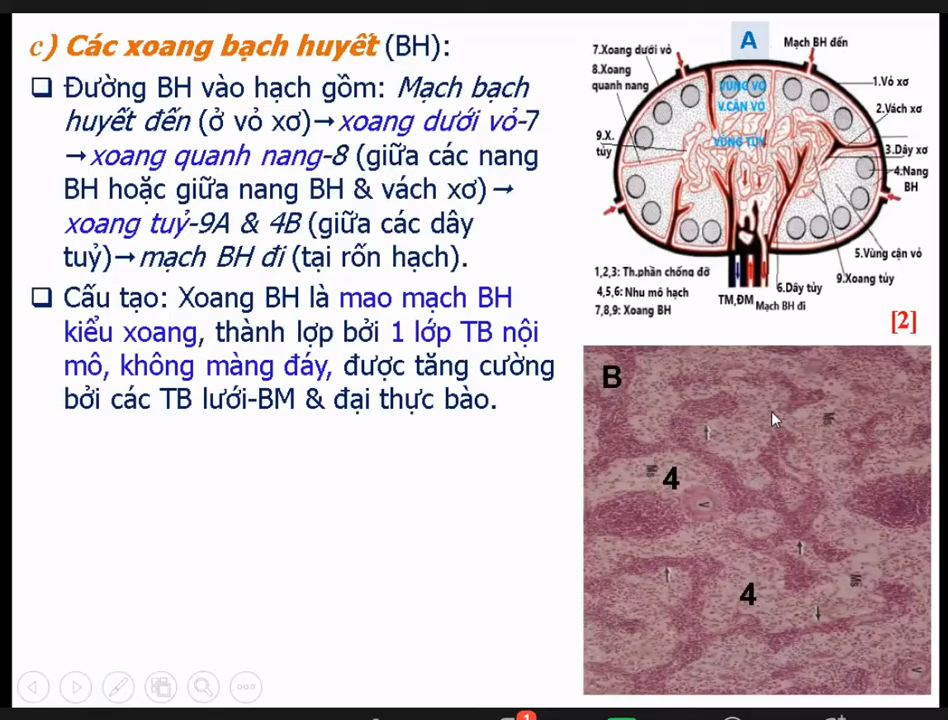 c) Các xoang bạch huyết (BH):
❑ Đường BH vào hạch gồm: Mạch bạch
huyết đến (ở vỏ xơ)→xoang dưới vỏ-7
→xoang quanh nang-8 (giữa các nang
BH hoặc giữa nang BH & vách xơ)→
xoang tuỷ-9A & 4B (giữa các dây
tuỷ)→mạch BH đi (tại rốn hạch).
❑ Cấu tạo: Xoang BH là mao mạch BH
kiểu xoang, thành lợp bởi 1 lớp TB nội
mô, không màng đáy, được tăng cường
bởi các TB lưới-BM & đại thực bào.
A
Mạch BH đến
7.Xoang dưới vỏ
8.Xoang
quanh nang
9.X.
tủy
VÙNG VỎ
V.CẬN VỎ
VÙNG TUỶ
1.Vỏ xơ
2.Vách xơ
3.Dây xơ
4.Nang
BH
5.Vùng cận vỏ
9.Xoang tủy
6.Dây tủy
Mạch BH đi
TM,ĐM
1,2,3: Th.phần chống đỡ
4,5,6: Nhu mô hạch
7,8,9: Xoang BH
[2]
B
Ms
Ms
4
V
Ms
4
V
1